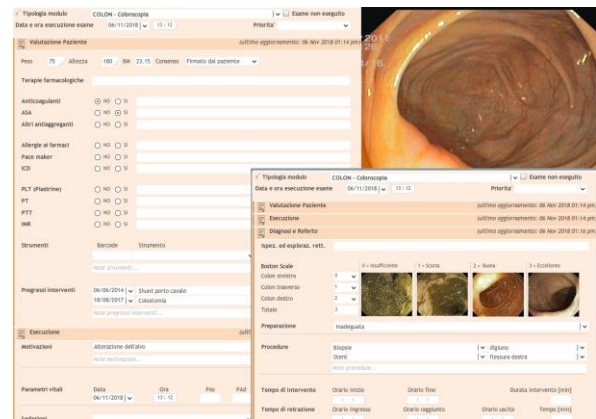 Tipologia modulo COLON - Colonscopia Esame non eseguito
Data e ora esecuzione esame 06/11/2018 13:12 Priorita'
Valutazione Paziente (ultimo aggiornamento: 06 Nov 2018 01:14 pm)
Peso 75 Altezza 180 BMI 23.15 Consenso Firmato dal paziente
Terapie farmacologiche
Anticoagulanti NO SI
ASA NO SI
Altri antiaggreganti NO SI
Allergie ai farmaci NO SI
Pace maker NO SI
ICD NO SI
PLT (Piastrine) NO SI
PT NO SI
PTT NO SI
INR NO SI
Strumenti Barcode Strumento
Note strumenti...
Pregressi interventi 06/06/2014 Shunt porto cavale
18/08/2017 Colostomia
Note pregressi interventi...
Esecuzione
Motivazioni Alterazione dell'alvo
Note motivazioni...
Parametri vitali Data Ora PAs PAd
06/11/2018 13:12
Sedazioni
Tipologia modulo COLON - Colonscopia Esame non eseguito
Data e ora esecuzione esame 06/11/2018 13:12 Priorita'
Valutazione Paziente (ultimo aggiornamento: 06 Nov 2018 01:14 pm)
Esecuzione (ultimo aggiornamento: 06 Nov 2018 01:14 pm)
Diagnosi e Referto (ultimo aggiornamento: 06 Nov 2018 01:16 pm)
Ispez. ed esploraz. rett.
Boston Scale 0 = Insufficiente 1 = Scarsa 2 = Buona 3 = Eccellente
Colon sinistro 0
Colon trasverso 1
Colon destro 2
Totale 3
Preparazione Inadeguata
Procedure Biopsie digiuno
Stent flessura destra
Note procedure...
Tempo di intervento Orario inizio Orario fine Durata intervento [min]
Tempo di retrazione Orario ingresso Orario raggiunto Orario uscita Tempo [min]